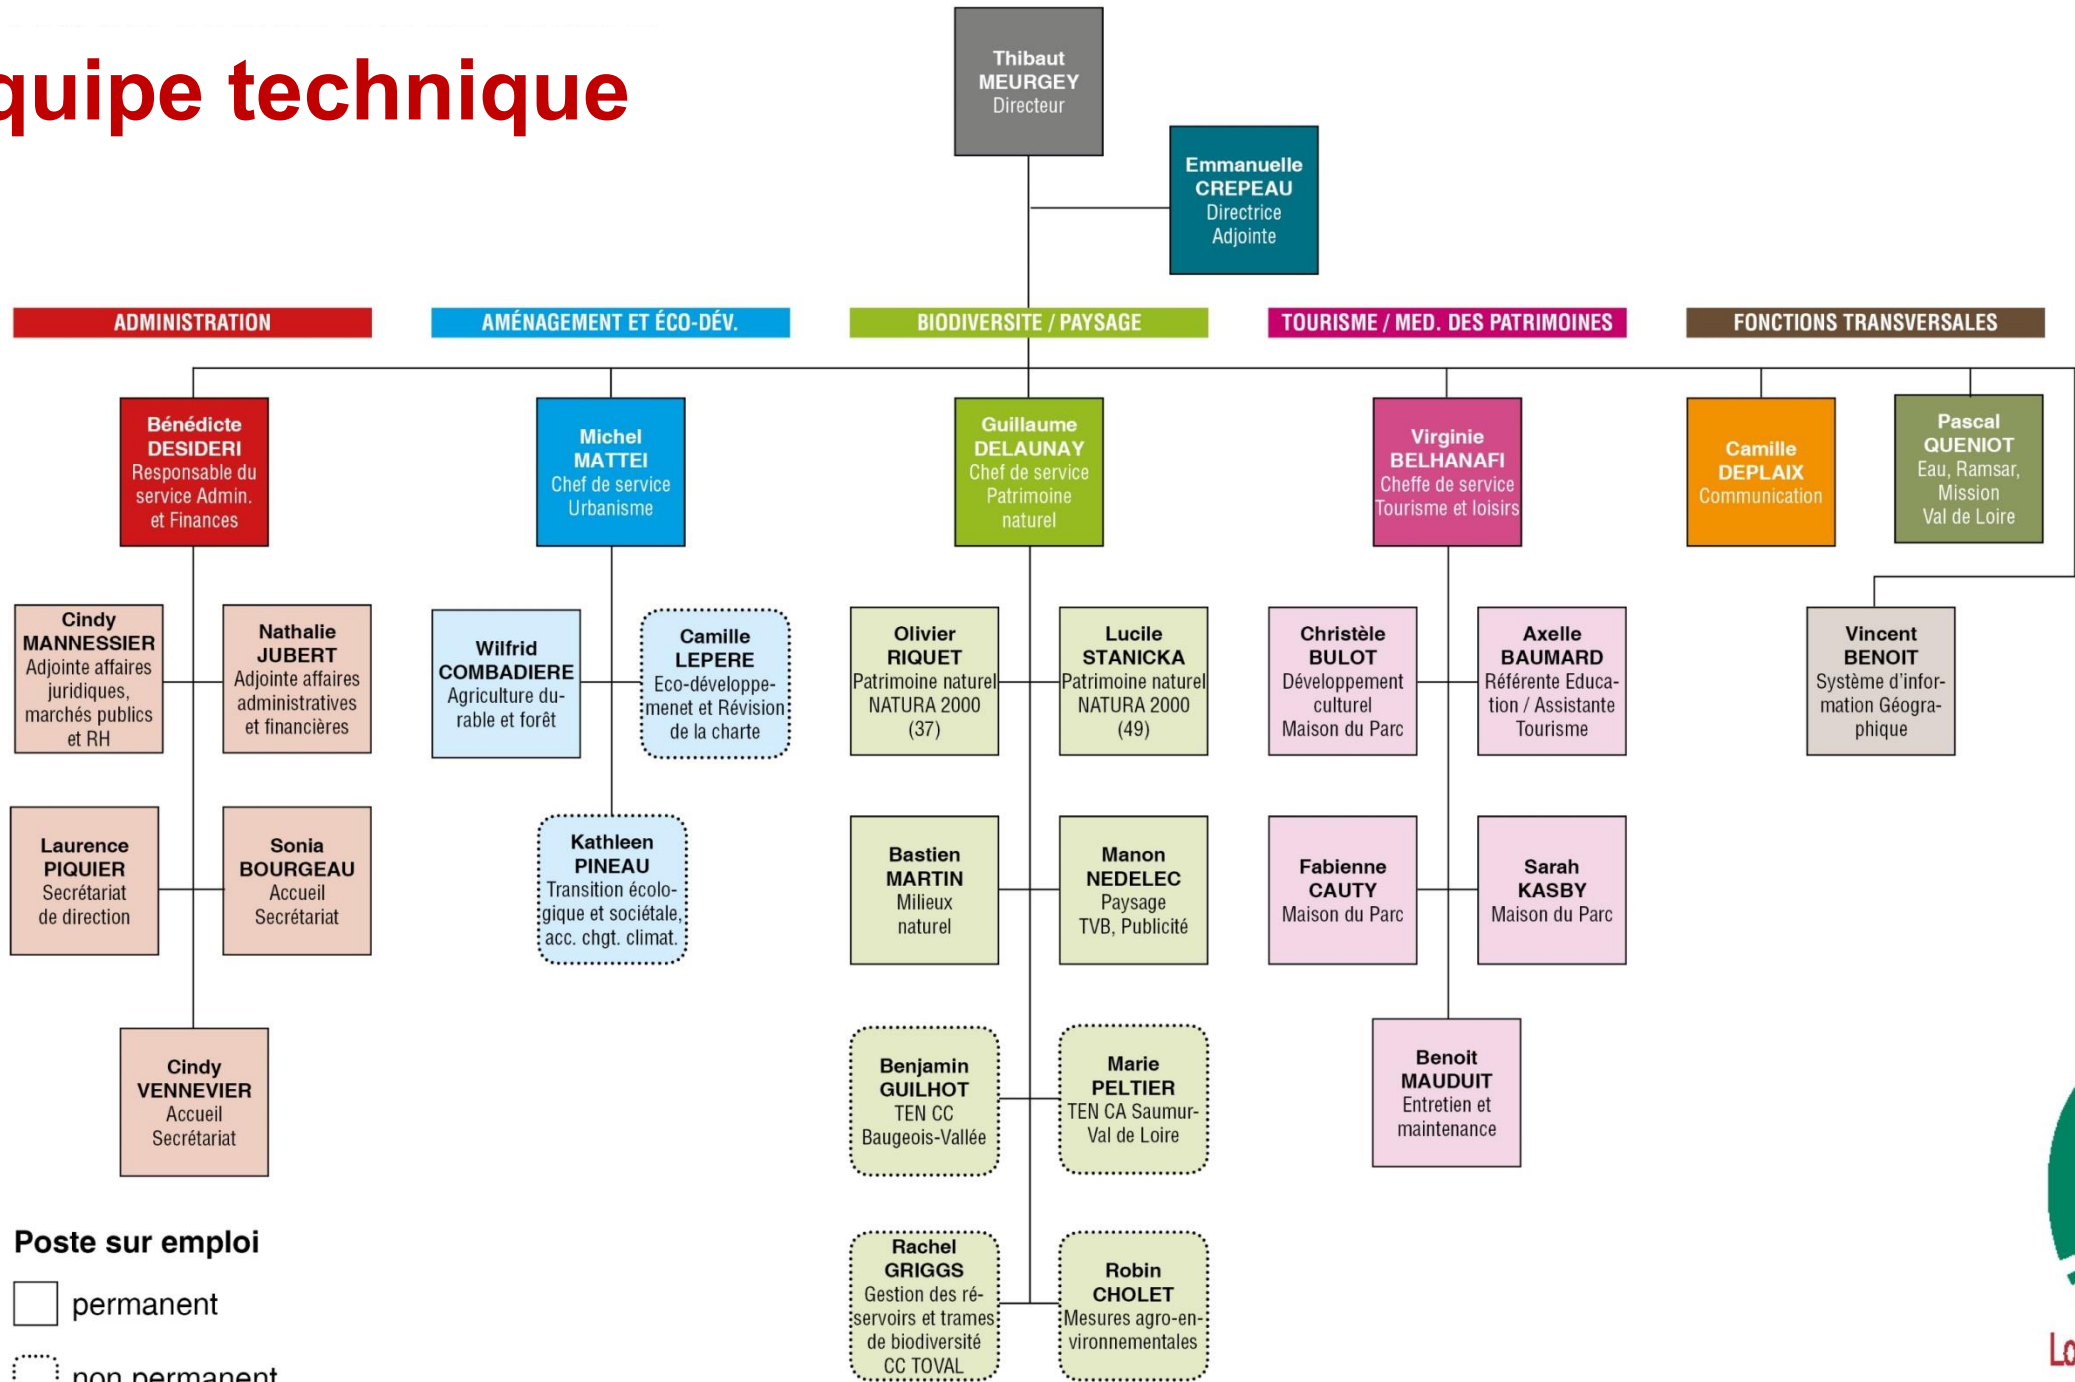 quipe technique
Thibaut
MEURGEY
Directeur
Emmanuelle
CREPEAU
Directrice
Adjointe
ADMINISTRATION
AMÉNAGEMENT ET ÉCO-DÉV.
BIODIVERSITE / PAYSAGE
TOURISME / MED. DES PATRIMOINES
FONCTIONS TRANSVERSALES
Bénédicte
DESIDERI
Responsable du
service Admin.
et Finances
Michel
MATTEI
Chef de service
Urbanisme
Guillaume
DELAUNAY
Chef de service
Patrimoine
naturel
Virginie
BELHANAFI
Cheffe de service
Tourisme et loisirs
Camille
DEPLAIX
Communication
Pascal
QUENIOT
Eau, Ramsar,
Mission
Val de Loire
Cindy
MANNESSIER
Adjointe affaires
juridiques,
marchés publics
et RH
Nathalie
JUBERT
Adjointe affaires
administratives
et financières
Wilfrid
COMBADIERE
Agriculture du-
rable et forêt
Camille
LEPERE
Eco-développe-
menet et Révision
de la charte
Olivier
RIQUET
Patrimoine naturel
NATURA 2000
(37)
Lucile
STANICKA
Patrimoine naturel
NATURA 2000
(49)
Christèle
BULOT
Développement
culturel
Maison du Parc
Axelle
BAUMARD
Référente Educa-
tion / Assistante
Tourisme
Vincent
BENOIT
Système d'infor-
mation Géogra-
phique
Laurence
PIQUIER
Secrétariat
de direction
Sonia
BOURGEAU
Accueil
Secrétariat
Kathleen
PINEAU
Transition écolo-
gique et sociétale,
acc. chgt. climat.
Bastien
MARTIN
Milieux
naturel
Manon
NEDELEC
Paysage
TVB, Publicité
Fabienne
CAUTY
Maison du Parc
Sarah
KASBY
Maison du Parc
Cindy
VENNEVIER
Accueil
Secrétariat
Benjamin
GUILHOT
TEN CC
Baugeois-Vallée
Marie
PELTIER
TEN CA Saumur-
Val de Loire
Benoit
MAUDUIT
Entretien et
maintenance
Rachel
GRIGGS
Gestion des ré-
servoirs et trames
de biodiversité
CC TOVAL
Robin
CHOLET
Mesures agro-en-
vironnementales
Poste sur emploi
permanent
non permanent
Lo